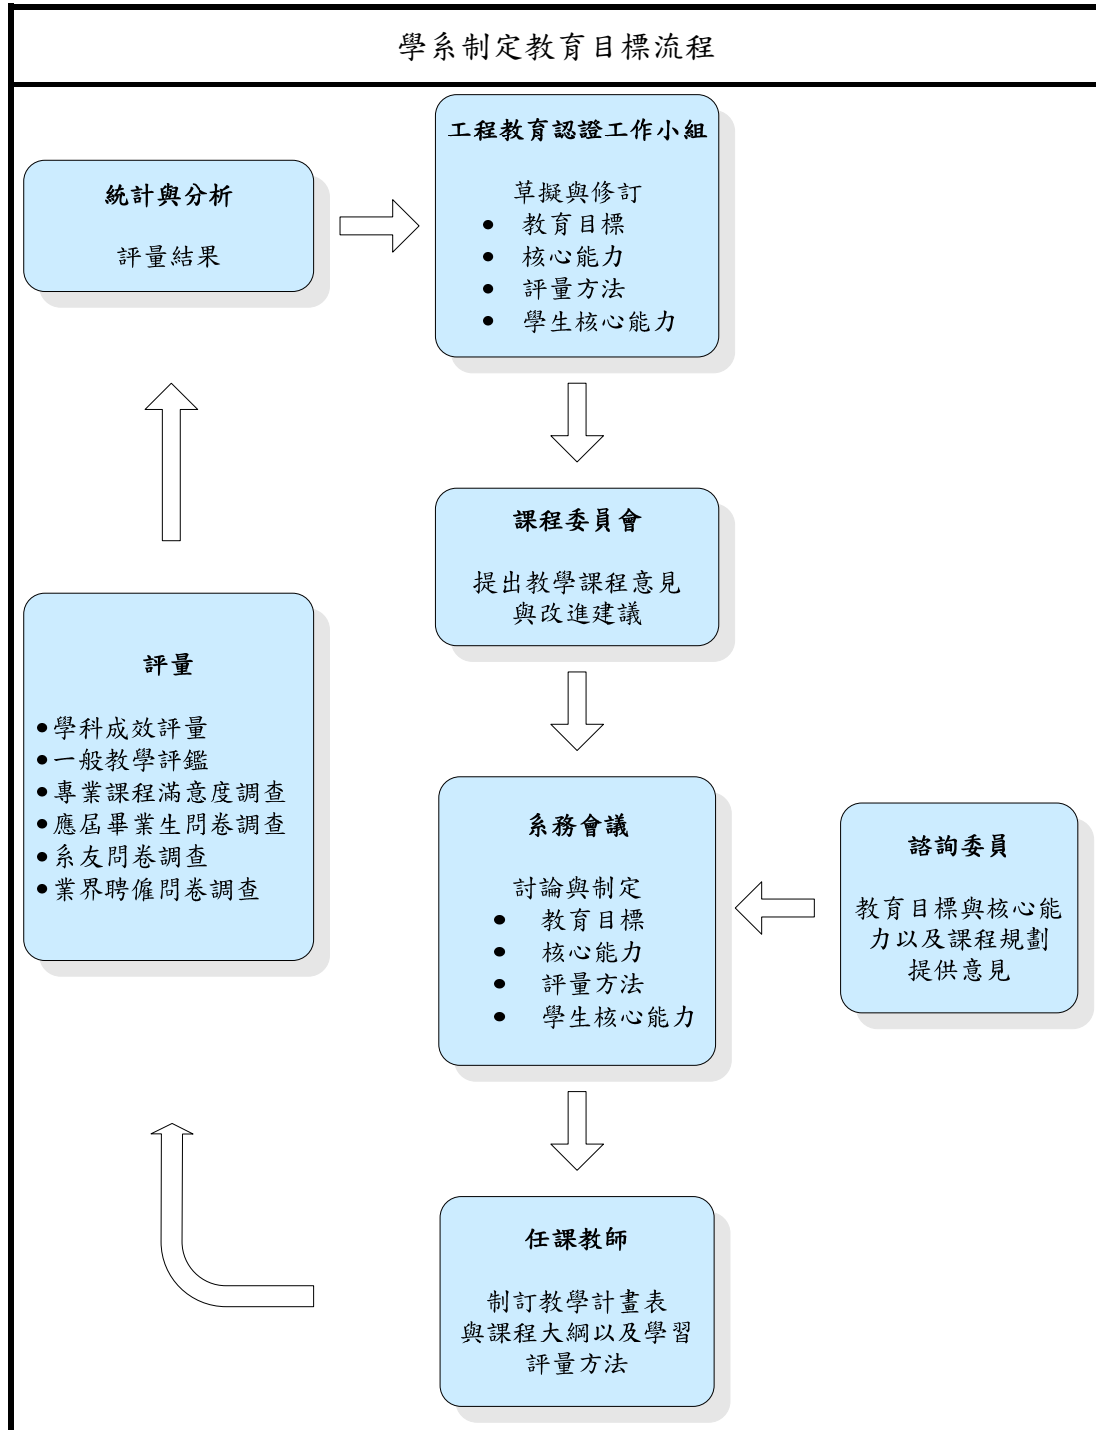 學系制定教育目標流程
工程教育認證工作小組
草擬與修訂
• 教育目標
• 核心能力
• 評量方法
• 學生核心能力
統計與分析
評量結果
課程委員會
提出教學課程意見
與改進建議
評量
•學科成效評量
•一般教學評鑑
•專業課程滿意度調查
•應屆畢業生問卷調查
•系友問卷調查
•業界聘僱問卷調查
系務會議
討論與制定
• 教育目標
• 核心能力
• 評量方法
• 學生核心能力
諮詢委員
教育目標與核心能
力以及課程規劃
提供意見
任課教師
制訂教學計畫表
與課程大綱以及學習
評量方法